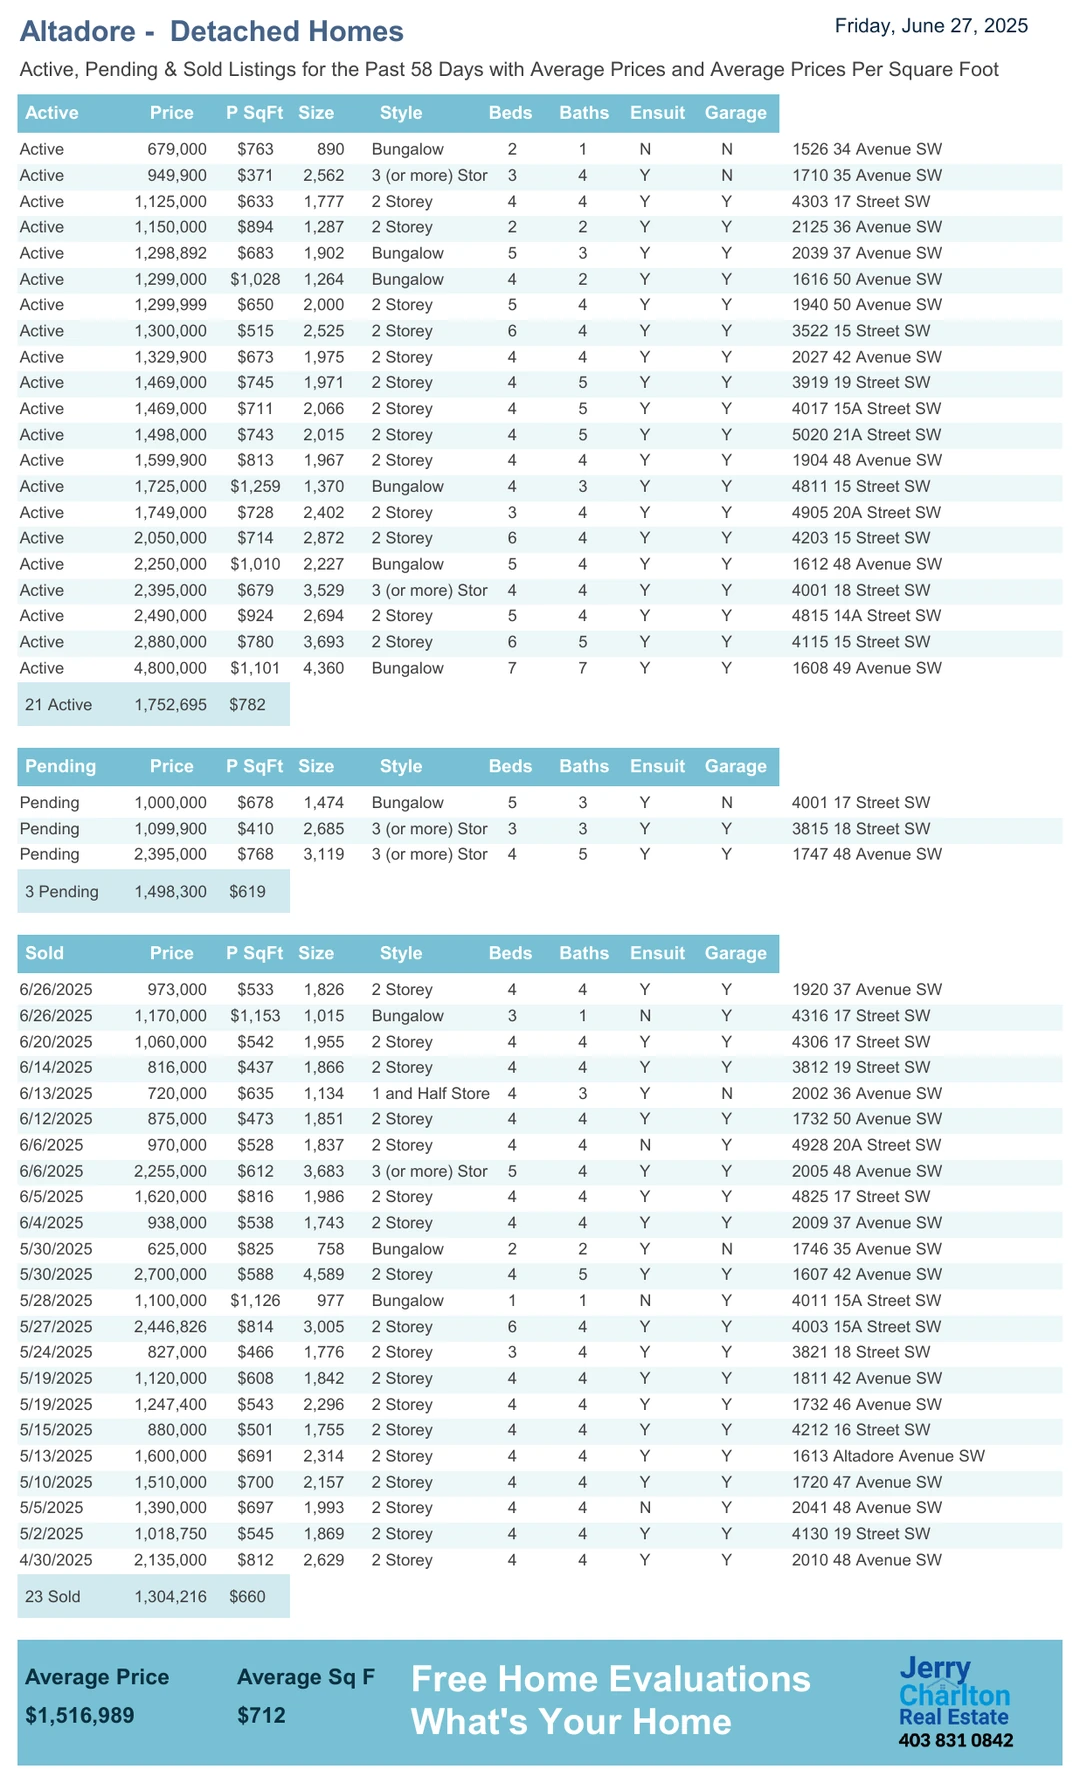 Altadore - Detached Homes
Friday, June 27, 2025
Active, Pending & Sold Listings for the Past 58 Days with Average Prices and Average Prices Per Square Foot
Active Price P SqFt Size Style Beds Baths Ensuit Garage
Active 679,000 $763 890 Bungalow 2 1 N N 1526 34 Avenue SW
Active 949,900 $371 2,562 3 (or more) Stor 3 4 Y N 1710 35 Avenue SW
Active 1,125,000 $633 1,777 2 Storey 4 4 Y Y 4303 17 Street SW
Active 1,150,000 $894 1,287 2 Storey 2 2 Y Y 2125 36 Avenue SW
Active 1,298,892 $683 1,902 Bungalow 5 3 Y Y 2039 37 Avenue SW
Active 1,299,000 $1,028 1,264 Bungalow 4 2 Y Y 1616 50 Avenue SW
Active 1,299,999 $650 2,000 2 Storey 5 4 Y Y 1940 50 Avenue SW
Active 1,300,000 $515 2,525 2 Storey 6 4 Y Y 3522 15 Street SW
Active 1,329,900 $673 1,975 2 Storey 4 4 Y Y 2027 42 Avenue SW
Active 1,469,000 $745 1,971 2 Storey 4 5 Y Y 3919 19 Street SW
Active 1,469,000 $711 2,066 2 Storey 4 5 Y Y 4017 15A Street SW
Active 1,498,000 $743 2,015 2 Storey 4 5 Y Y 5020 21A Street SW
Active 1,599,900 $813 1,967 2 Storey 4 4 Y Y 1904 48 Avenue SW
Active 1,725,000 $1,259 1,370 Bungalow 4 3 Y Y 4811 15 Street SW
Active 1,749,000 $728 2,402 2 Storey 3 4 Y Y 4905 20A Street SW
Active 2,050,000 $714 2,872 2 Storey 6 4 Y Y 4203 15 Street SW
Active 2,250,000 $1,010 2,227 Bungalow 5 4 Y Y 1612 48 Avenue SW
Active 2,395,000 $679 3,529 3 (or more) Stor 4 4 Y Y 4001 18 Street SW
Active 2,490,000 $924 2,694 2 Storey 5 4 Y Y 4815 14A Street SW
Active 2,880,000 $780 3,693 2 Storey 6 5 Y Y 4115 15 Street SW
Active 4,800,000 $1,101 4,360 Bungalow 7 7 Y Y 1608 49 Avenue SW
21 Active 1,752,695 $782
Pending Price P SqFt Size Style Beds Baths Ensuit Garage
Pending 1,000,000 $678 1,474 Bungalow 5 3 Y N 4001 17 Street SW
Pending 1,099,900 $410 2,685 3 (or more) Stor 3 3 Y Y 3815 18 Street SW
Pending 2,395,000 $768 3,119 3 (or more) Stor 4 5 Y Y 1747 48 Avenue SW
3 Pending 1,498,300 $619
Sold Price P SqFt Size Style Beds Baths Ensuit Garage
6/26/2025 973,000 $533 1,826 2 Storey 4 4 Y Y 1920 37 Avenue SW
6/26/2025 1,170,000 $1,153 1,015 Bungalow 3 1 N Y 4316 17 Street SW
6/20/2025 1,060,000 $542 1,955 2 Storey 4 4 Y Y 4306 17 Street SW
6/14/2025 816,000 $437 1,866 2 Storey 4 4 Y Y 3812 19 Street SW
6/13/2025 720,000 $635 1,134 1 and Half Store 4 3 Y N 2002 36 Avenue SW
6/12/2025 875,000 $473 1,851 2 Storey 4 4 Y Y 1732 50 Avenue SW
6/6/2025 970,000 $528 1,837 2 Storey 4 4 N Y 4928 20A Street SW
6/6/2025 2,255,000 $612 3,683 3 (or more) Stor 5 4 Y Y 2005 48 Avenue SW
6/5/2025 1,620,000 $816 1,986 2 Storey 4 4 Y Y 4825 17 Street SW
6/4/2025 938,000 $538 1,743 2 Storey 4 4 Y Y 2009 37 Avenue SW
5/30/2025 625,000 $825 758 Bungalow 2 2 Y N 1746 35 Avenue SW
5/30/2025 2,700,000 $588 4,589 2 Storey 4 5 Y Y 1607 42 Avenue SW
5/28/2025 1,100,000 $1,126 977 Bungalow 1 1 N Y 4011 15A Street SW
5/27/2025 2,446,826 $814 3,005 2 Storey 6 4 Y Y 4003 15A Street SW
5/24/2025 827,000 $466 1,776 2 Storey 3 4 Y Y 3821 18 Street SW
5/19/2025 1,120,000 $608 1,842 2 Storey 4 4 Y Y 1811 42 Avenue SW
5/19/2025 1,247,400 $543 2,296 2 Storey 4 4 Y Y 1732 46 Avenue SW
5/15/2025 880,000 $501 1,755 2 Storey 4 4 Y Y 4212 16 Street SW
5/13/2025 1,600,000 $691 2,314 2 Storey 4 4 Y Y 1613 Altadore Avenue SW
5/10/2025 1,510,000 $700 2,157 2 Storey 4 4 Y Y 1720 47 Avenue SW
5/5/2025 1,390,000 $697 1,993 2 Storey 4 4 N Y 2041 48 Avenue SW
5/2/2025 1,018,750 $545 1,869 2 Storey 4 4 Y Y 4130 19 Street SW
4/30/2025 2,135,000 $812 2,629 2 Storey 4 4 Y Y 2010 48 Avenue SW
23 Sold 1,304,216 $660
Average Price Average Sq F
$1,516,989 $712
Free Home Evaluations
What's Your Home
Jerry
Charlton
Real Estate
403 831 0842